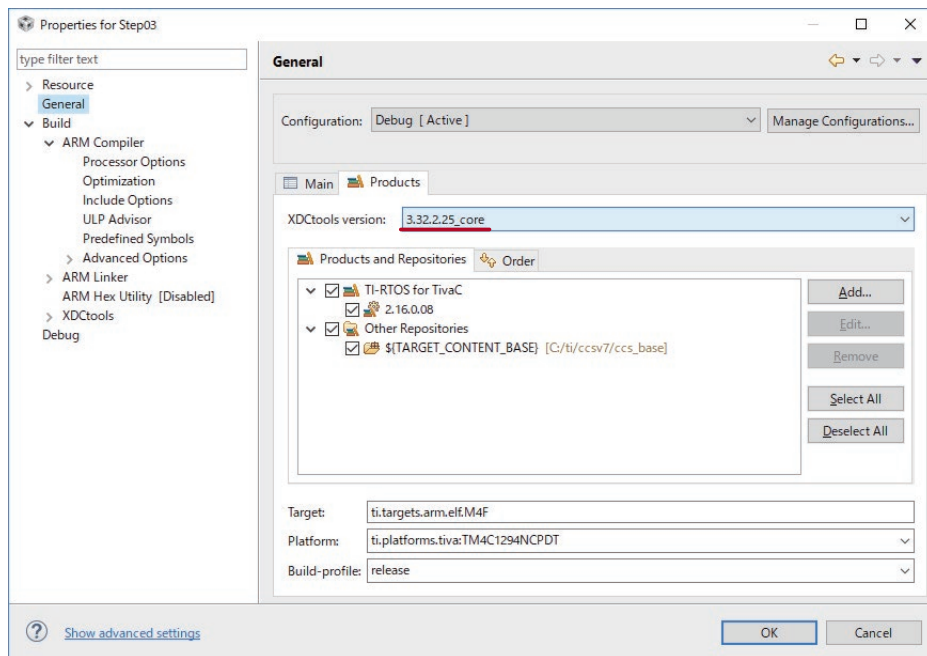 Properties for Step03
type filter text
Resource
General
Build
ARM Compiler
Processor Options
Optimization
Include Options
ULP Advisor
Predefined Symbols
Advanced Options
ARM Linker
ARM Hex Utility [Disabled]
XDCtools
Debug
General
Configuration: Debug [ Active ] Manage Configurations...
Main Products
XDCtools version: 3.32.2.25_core
Products and Repositories Order
TI-RTOS for TivaC
2.16.0.08
Other Repositories
${TARGET_CONTENT_BASE} [C:/ti/ccsv7/ccs_base]
Add...
Edit...
Remove
Select All
Deselect All
Target: ti.targets.arm.elf.M4F
Platform: ti.platforms.tiva:TM4C1294NCPDT
Build-profile: release
Show advanced settings
OK Cancel